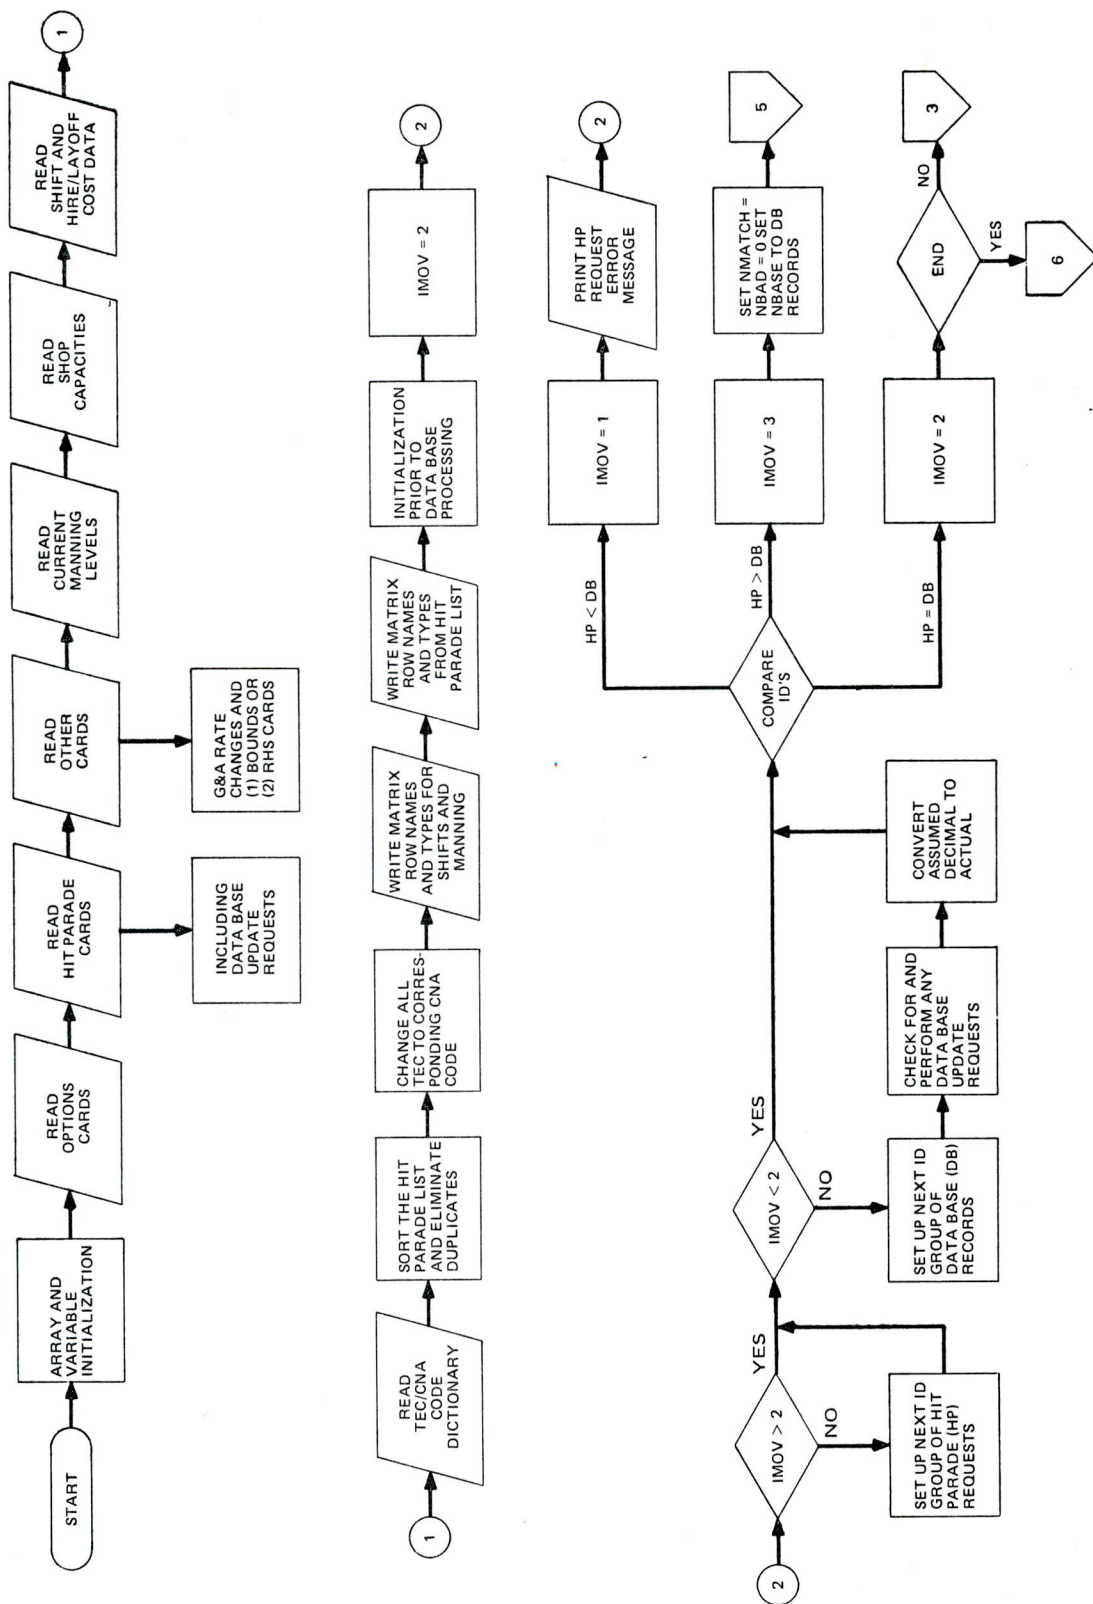 START
ARRAY AND
VARIABLE
INITIALIZATION
READ
OPTIONS
CARDS
READ
HIT PARADE
CARDS
INCLUDING
DATA BASE
UPDATE
REQUESTS
READ
OTHER
CARDS
G&A RATE
CHANGES AND
(1) BOUNDS OR
(2) RHS CARDS
READ
CURRENT
MANNING
LEVELS
READ
SHOP
CAPACITIES
READ
SHIFT AND
HIRE/LAYOFF
COST DATA
1
1
READ
TEC/CNA
CODE
DICTIONARY
SORT THE HIT
PARADE LIST
AND ELIMINATE
DUPLICATES
CHANGE ALL
TEC TO CORRES-
PONDING CNA
CODE
WRITE MATRIX
ROW NAMES
AND TYPES FOR
SHIFTS AND
MANNING
WRITE MATRIX
ROW NAMES
AND TYPES
FROM HIT
PARADE LIST
INITIALIZATION
PRIOR TO
DATA BASE
PROCESSING
IMOV = 2
2
2
IMOV > 2
YES
NO
SET UP NEXT ID
GROUP OF HIT
PARADE (HP)
REQUESTS
IMOV < 2
YES
NO
SET UP NEXT ID
GROUP OF
DATA BASE (DB)
RECORDS
CHECK FOR AND
PERFORM ANY
DATA BASE
UPDATE
REQUESTS
CONVERT
ASSUMED
DECIMAL TO
ACTUAL
COMPARE
ID'S
HP < DB
IMOV = 1
PRINT HP
REQUEST
ERROR
MESSAGE
2
HP > DB
IMOV = 3
SET NMATCH =
NBAD = 0 SET
NBASE TO DB
RECORDS
5
HP = DB
IMOV = 2
END
NO
3
YES
6